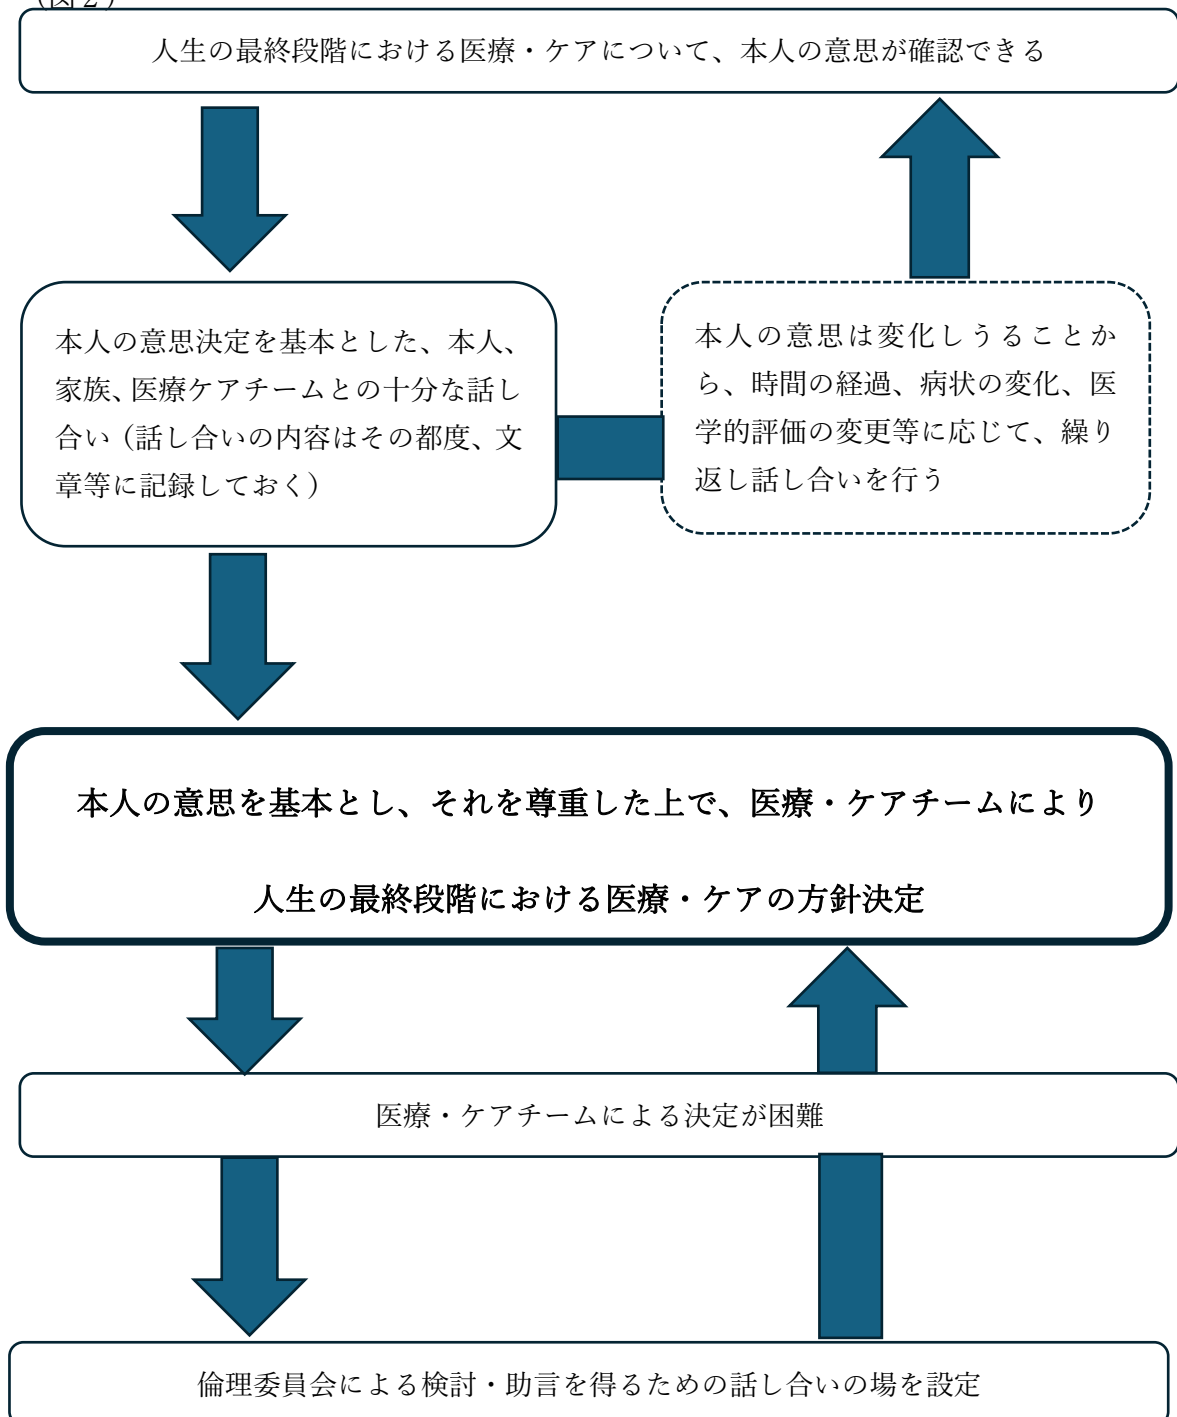 （図２）
人生の最終段階における医療・ケアについて、本人の意思が確認できる
本人の意思決定を基本とした、本人、
家族、医療ケアチームとの十分な話し
合い（話し合いの内容はその都度、文
章等に記録しておく）
本人の意思は変化しうることか
ら、時間の経過、病状の変化、医
学的評価の変更等に応じて、繰り
返し話し合いを行う
本人の意思を基本とし、それを尊重した上で、医療・ケアチームにより
人生の最終段階における医療・ケアの方針決定
医療・ケアチームによる決定が困難
倫理委員会による検討・助言を得るための話し合いの場を設定